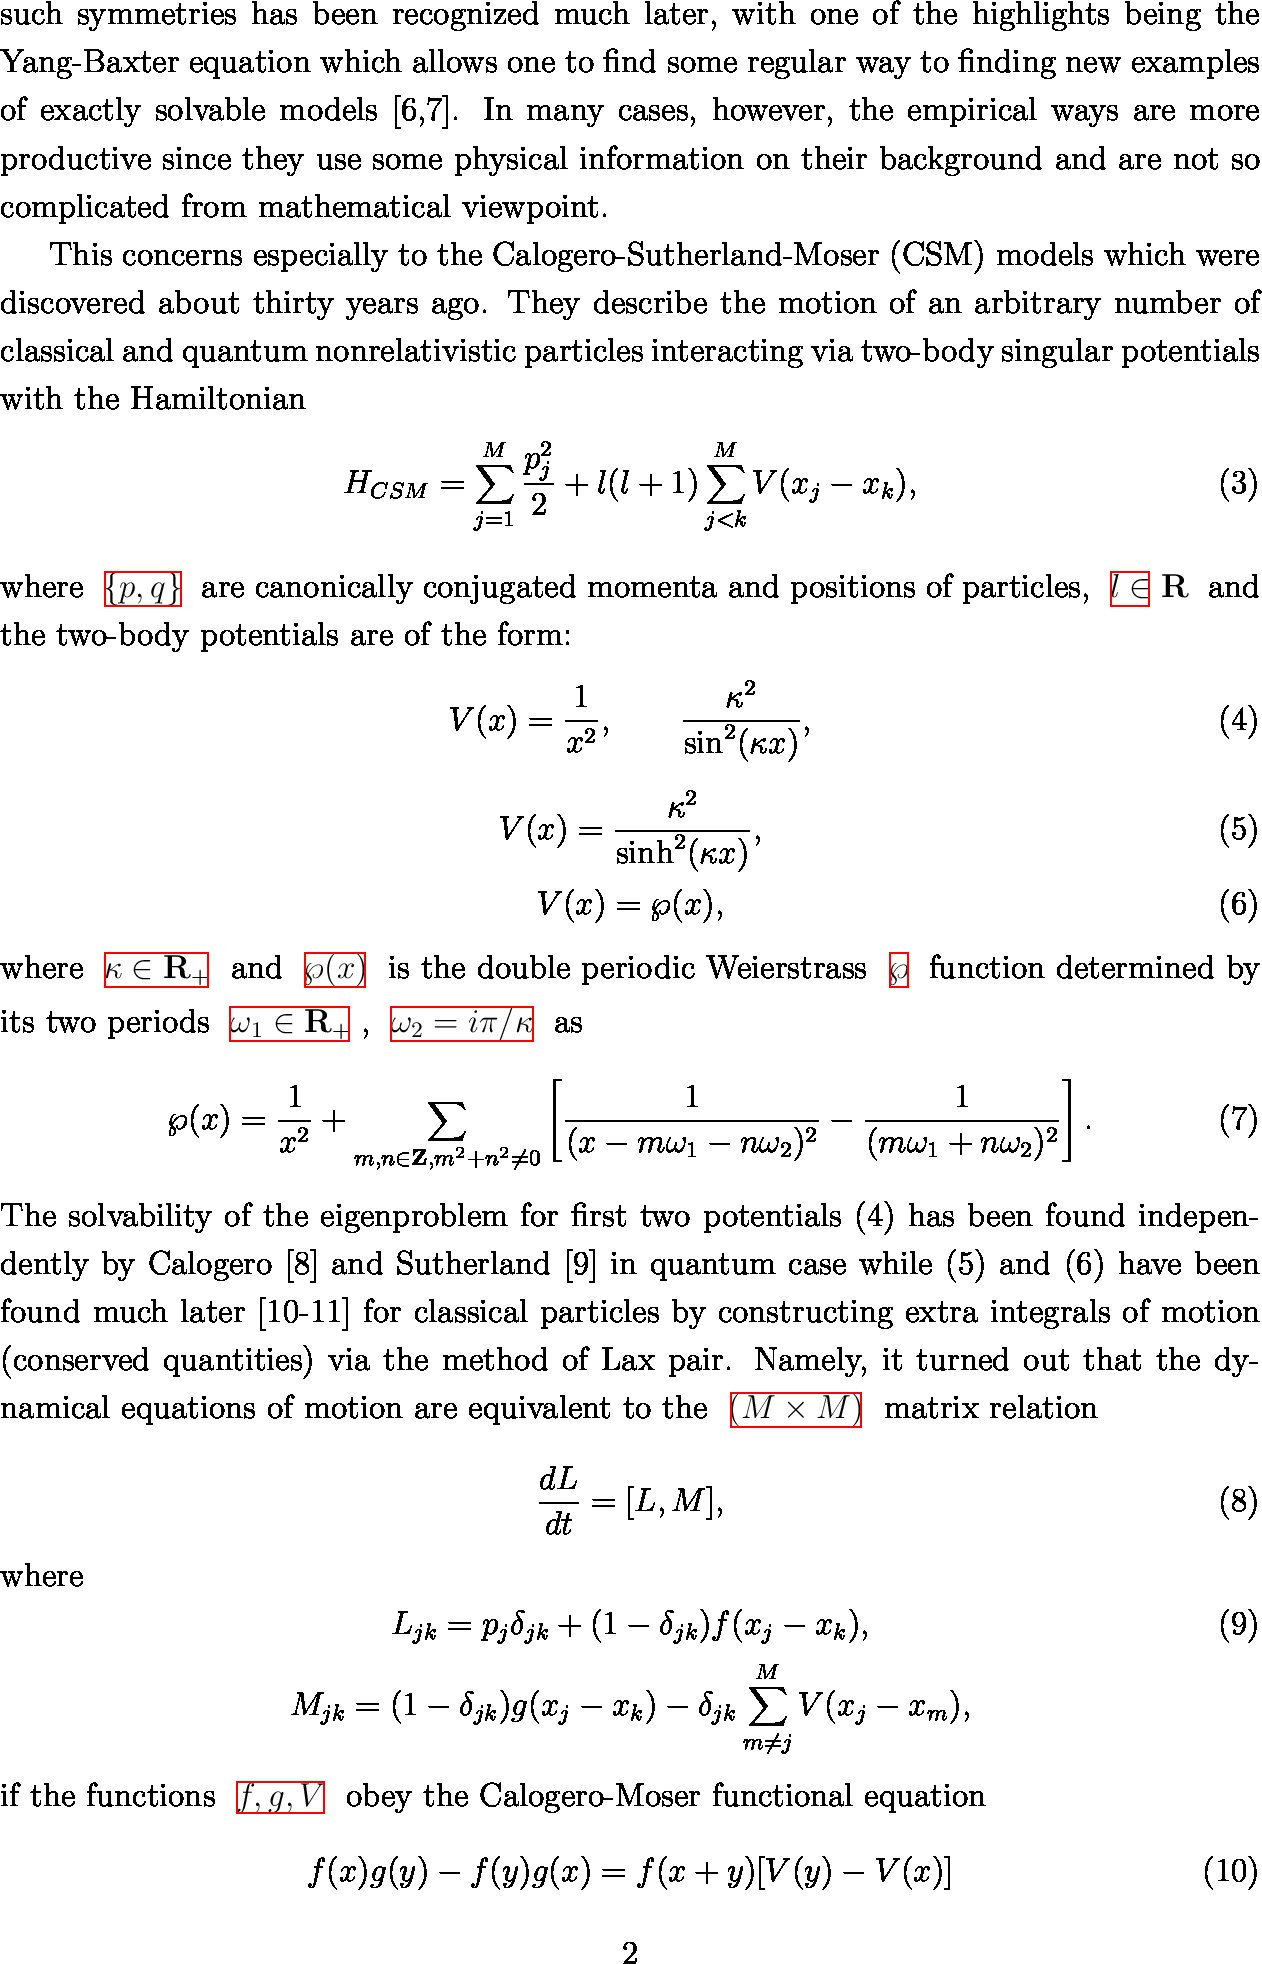 such symmetries has been recognized much later, with one of the highlights being the
Yang-Baxter equation which allows one to find some regular way to finding new examples
of exactly solvable models [6,7]. In many cases, however, the empirical ways are more
productive since they use some physical information on their background and are not so
complicated from mathematical viewpoint.
This concerns especially to the Calogero-Sutherland-Moser (CSM) models which were
discovered about thirty years ago. They describe the motion of an arbitrary number of
classical and quantum nonrelativistic particles interacting via two-body singular potentials
with the Hamiltonian
$H_{CSM} = \sum_{j=1}^{M} \frac{p_j^2}{2} + l(l+1) \sum_{j<k}^{M} V(x_j - x_k),$ (3)
where $\{p, q\}$ are canonically conjugated momenta and positions of particles, $l \in \mathbf{R}$ and
the two-body potentials are of the form:
$V(x) = \frac{1}{x^2}, \quad \frac{\kappa^2}{\sin^2(\kappa x)},$ (4)
$V(x) = \frac{\kappa^2}{\sinh^2(\kappa x)},$ (5)
$V(x) = \wp(x),$ (6)
where $\kappa \in \mathbf{R}_+$ and $\wp(x)$ is the double periodic Weierstrass $\wp$ function determined by
its two periods $\omega_1 \in \mathbf{R}_+$ , $\omega_2 = i\pi/\kappa$ as
$\wp(x) = \frac{1}{x^2} + \sum_{m,n \in \mathbf{Z}, m^2+n^2 \neq 0} \left[ \frac{1}{(x - m\omega_1 - n\omega_2)^2} - \frac{1}{(m\omega_1 + n\omega_2)^2} \right].$ (7)
The solvability of the eigenproblem for first two potentials (4) has been found indepen-
dently by Calogero [8] and Sutherland [9] in quantum case while (5) and (6) have been
found much later [10-11] for classical particles by constructing extra integrals of motion
(conserved quantities) via the method of Lax pair. Namely, it turned out that the dy-
namical equations of motion are equivalent to the $(M \times M)$ matrix relation
$\frac{dL}{dt} = [L, M],$ (8)
where
$L_{jk} = p_j \delta_{jk} + (1 - \delta_{jk}) f(x_j - x_k),$ (9)
$M_{jk} = (1 - \delta_{jk}) g(x_j - x_k) - \delta_{jk} \sum_{m \neq j}^{M} V(x_j - x_m),$
if the functions $f, g, V$ obey the Calogero-Moser functional equation
$f(x)g(y) - f(y)g(x) = f(x+y)[V(y) - V(x)]$ (10)
2